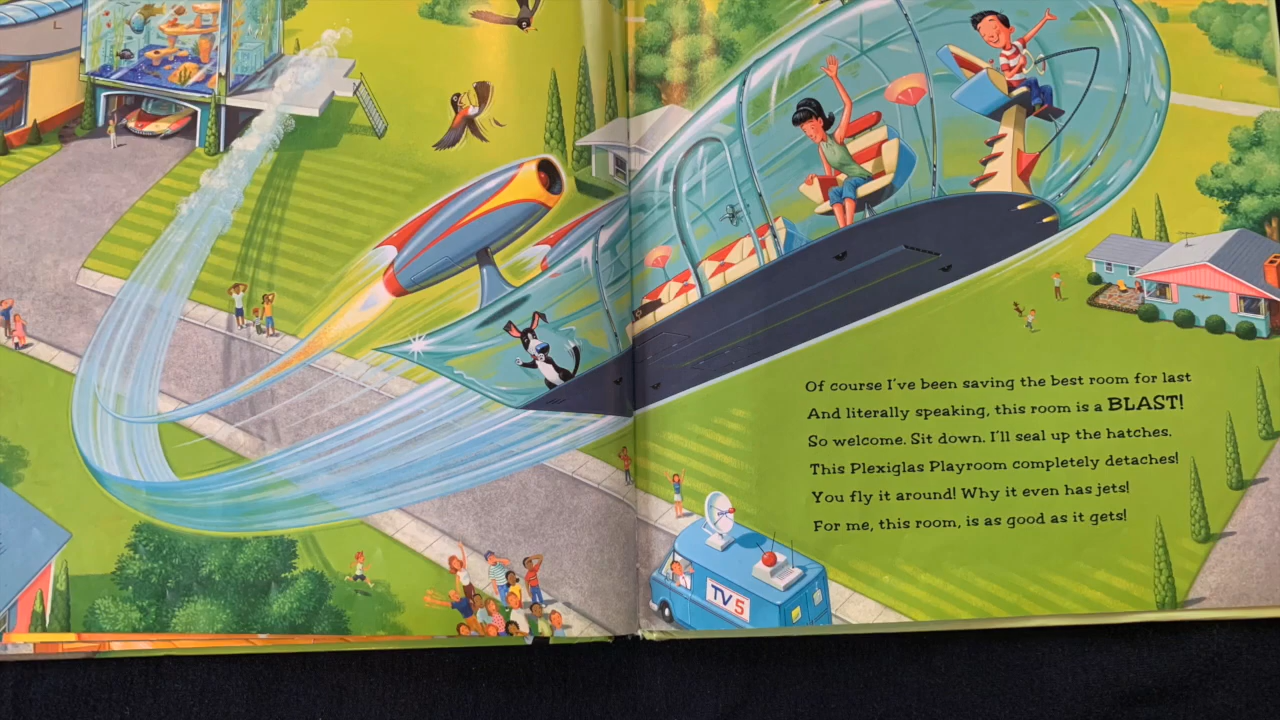 Of course I've been saving the best room for last
And literally speaking, this room is a BLAST!
So welcome. Sit down. I'll seal up the hatches.
This Plexiglas Playroom completely detaches!
You fly it around! Why it even has jets!
For me, this room, is as good as it gets!
TV 5